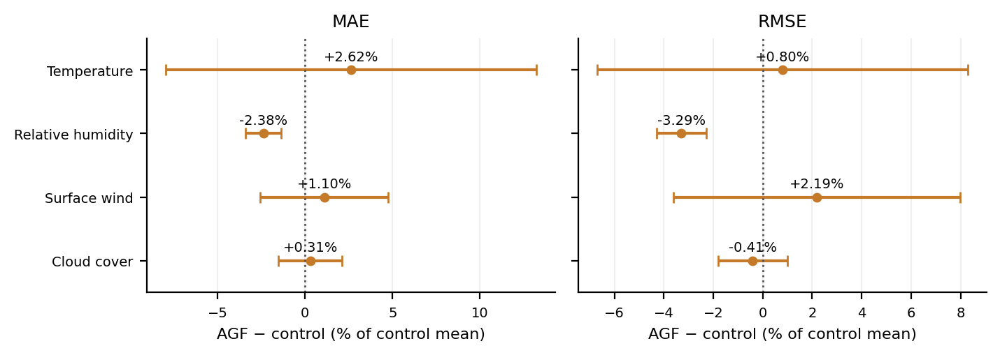 MAE
RMSE
Temperature
Relative humidity
Surface wind
Cloud cover
+2.62%
-2.38%
+1.10%
+0.31%
+0.80%
-3.29%
+2.19%
-0.41%
−5 0 5 10
−6 −4 −2 0 2 4 6 8
AGF − control (% of control mean)
AGF − control (% of control mean)